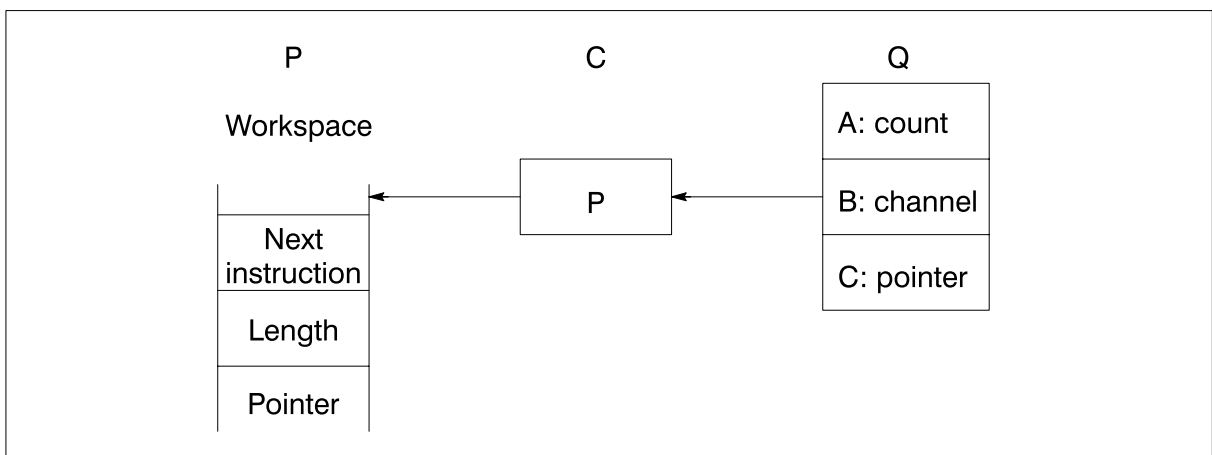 P
C
Q
Workspace
A: count
P
B: channel
Next
instruction
C: pointer
Length
Pointer